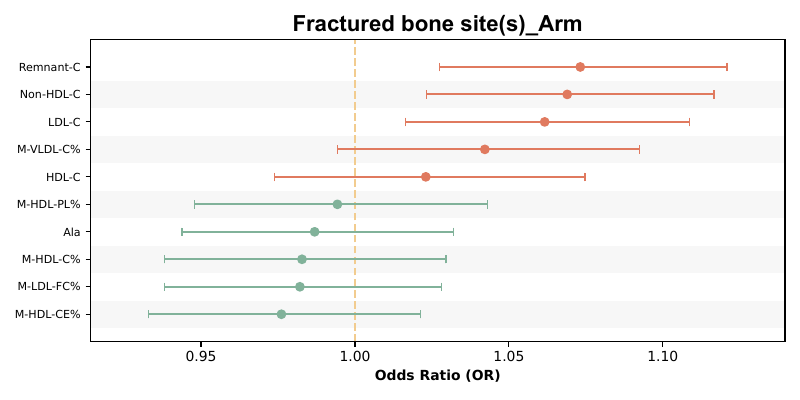 Fractured bone site(s)_Arm
Remnant-C
Non-HDL-C
LDL-C
M-VLDL-C%
HDL-C
M-HDL-PL%
Ala
M-HDL-C%
M-LDL-FC%
M-HDL-CE%
0.95 1.00 1.05 1.10
Odds Ratio (OR)